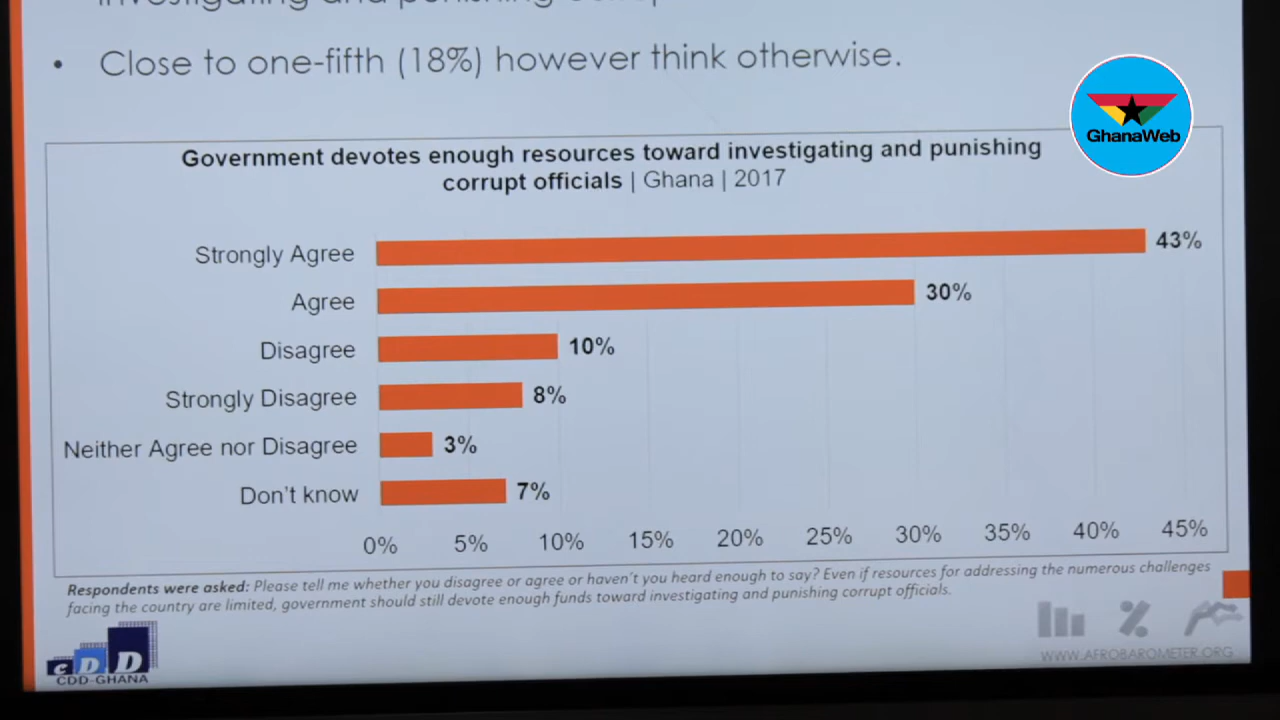 investigating and punishing
• Close to one-fifth (18%) however think otherwise.
GhanaWeb
Government devotes enough resources toward investigating and punishing
corrupt officials | Ghana | 2017
Strongly Agree 43%
Agree 30%
Disagree 10%
Strongly Disagree 8%
Neither Agree nor Disagree 3%
Don't know 7%
0% 5% 10% 15% 20% 25% 30% 35% 40% 45%
Respondents were asked: Please tell me whether you disagree or agree or haven't you heard enough to say? Even if resources for addressing the numerous challenges
facing the country are limited, government should still devote enough funds toward investigating and punishing corrupt officials.
cDD
CDD-GHANA
%
WWW.AFROBAROMETER.ORG